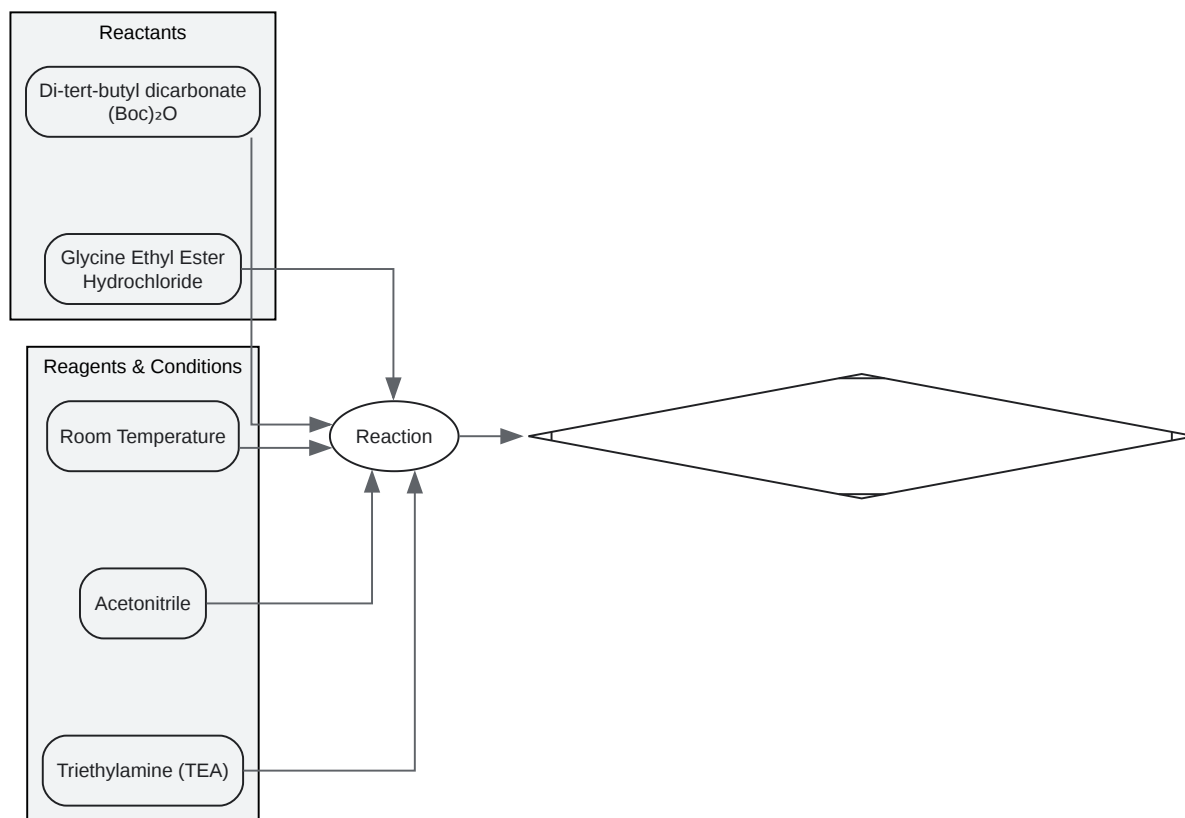 Reactants
Di-tert-butyl dicarbonate
(Boc)₂O
Glycine Ethyl Ester
Hydrochloride
Reagents & Conditions
Room Temperature
Reaction
Acetonitrile
Triethylamine (TEA)